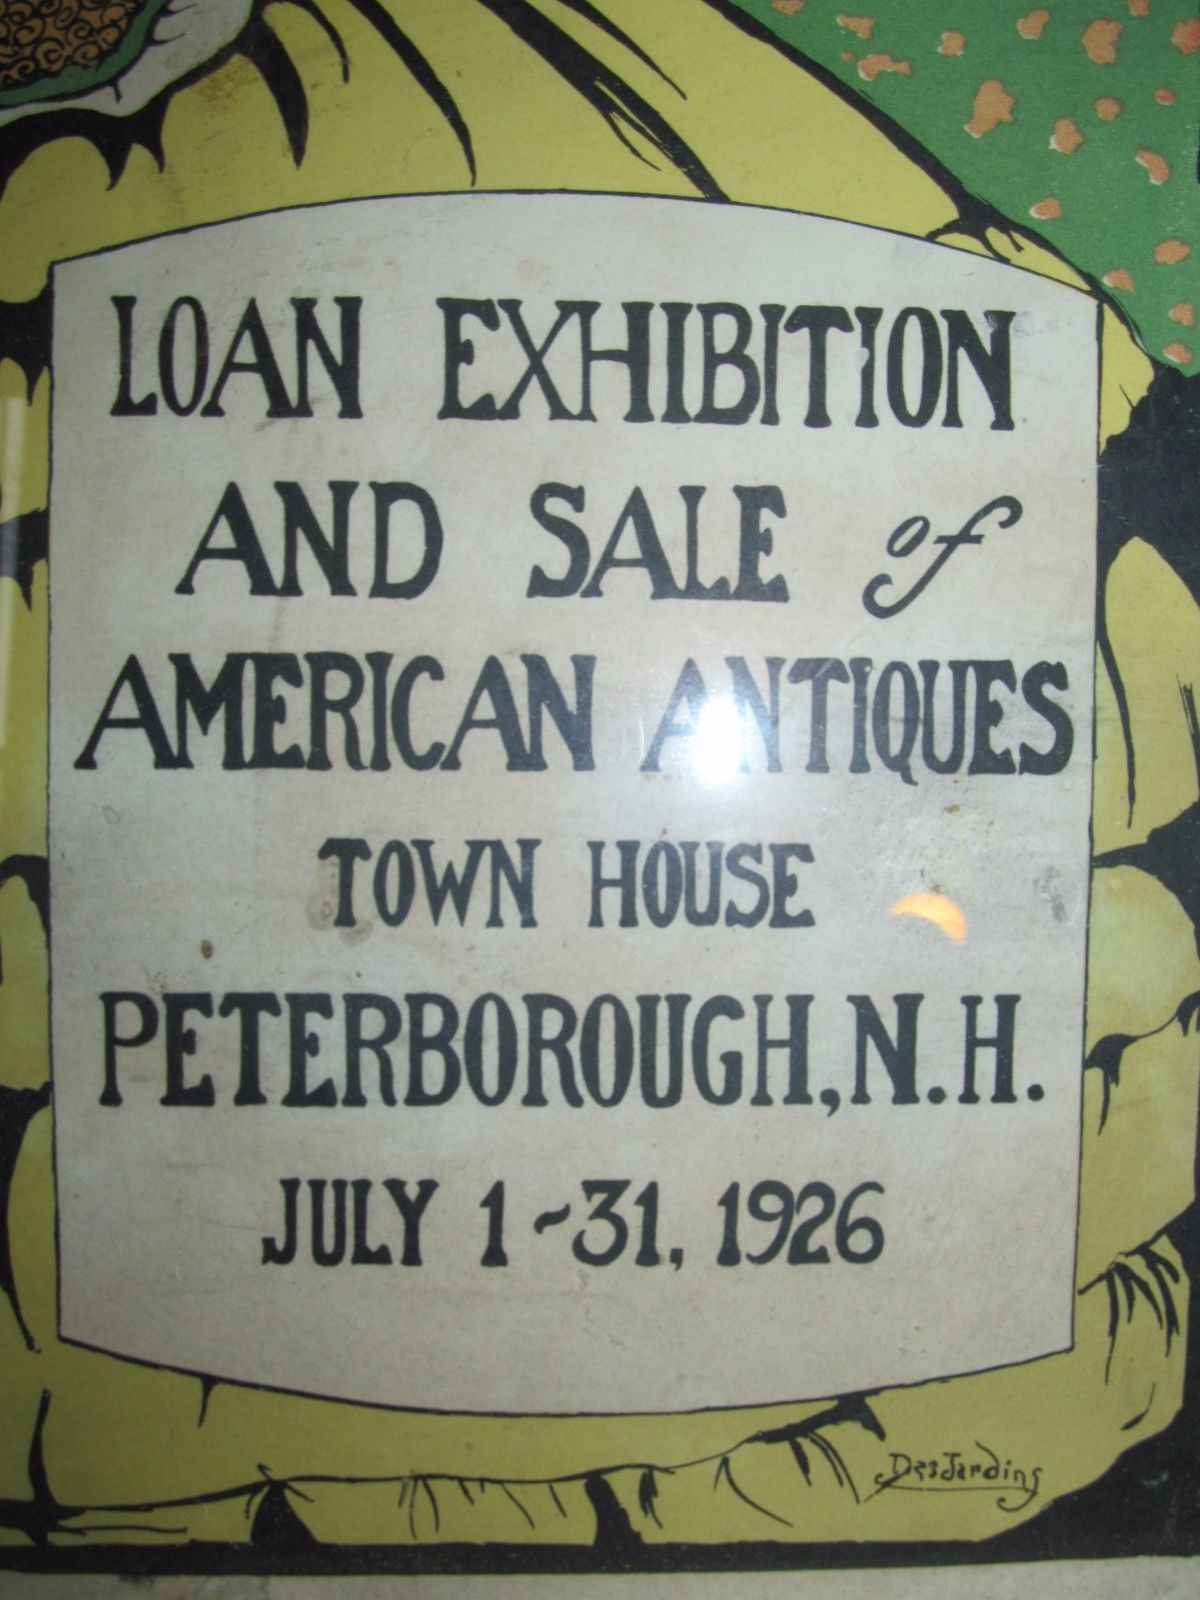 LOAN EXHIBITION
AND SALE of
AMERICAN ANTIQUES
TOWN HOUSE
PETERBOROUGH, N.H.
JULY 1~31, 1926
DesJardins